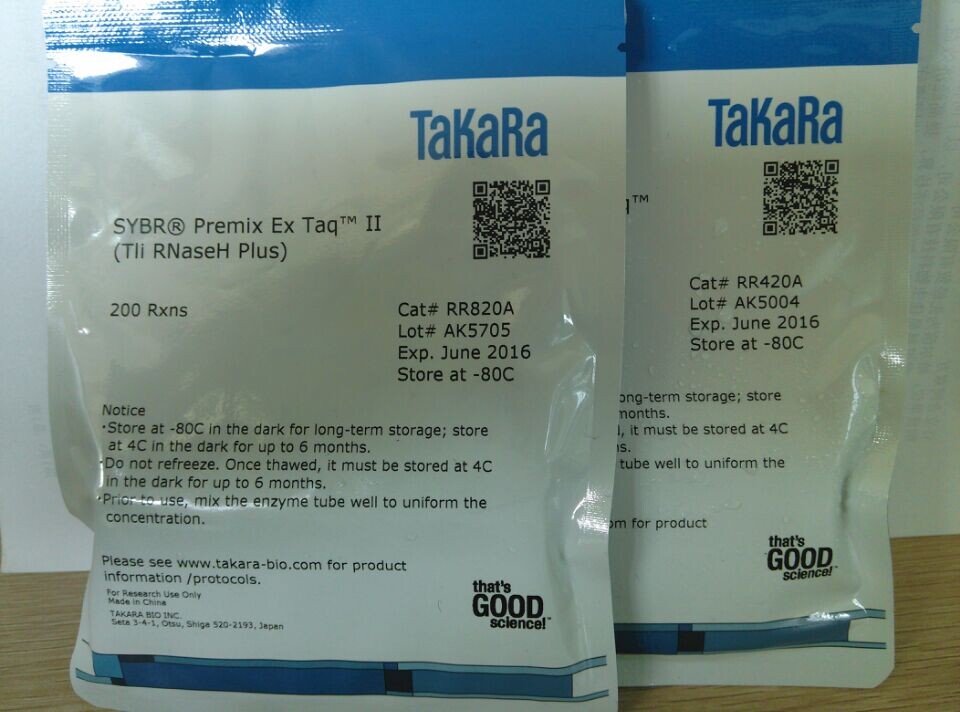 TaKaRa
SYBR® Premix Ex Taq™ II
(Tli RNaseH Plus)
200 Rxns
Cat# RR820A
Lot# AK5705
Exp. June 2016
Store at -80C
Notice
·Store at -80C in the dark for long-term storage; store
at 4C in the dark for up to 6 months.
·Do not refreeze. Once thawed, it must be stored at 4C
in the dark for up to 6 months.
·Prior to use, mix the enzyme tube well to uniform the
concentration.
Please see www.takara-bio.com for product
information /protocols.
For Research Use Only
Made in China
TAKARA BIO INC.
Seta 3-4-1, Otsu, Shiga 520-2193, Japan
that's
GOOD
science!™
TaKaRa
™
Cat# RR420A
Lot# AK5004
Exp. June 2016
Store at -80C
ong-term storage; store
months.
, it must be stored at 4C
s.
tube well to uniform the
om for product
that's
GOOD
science!™